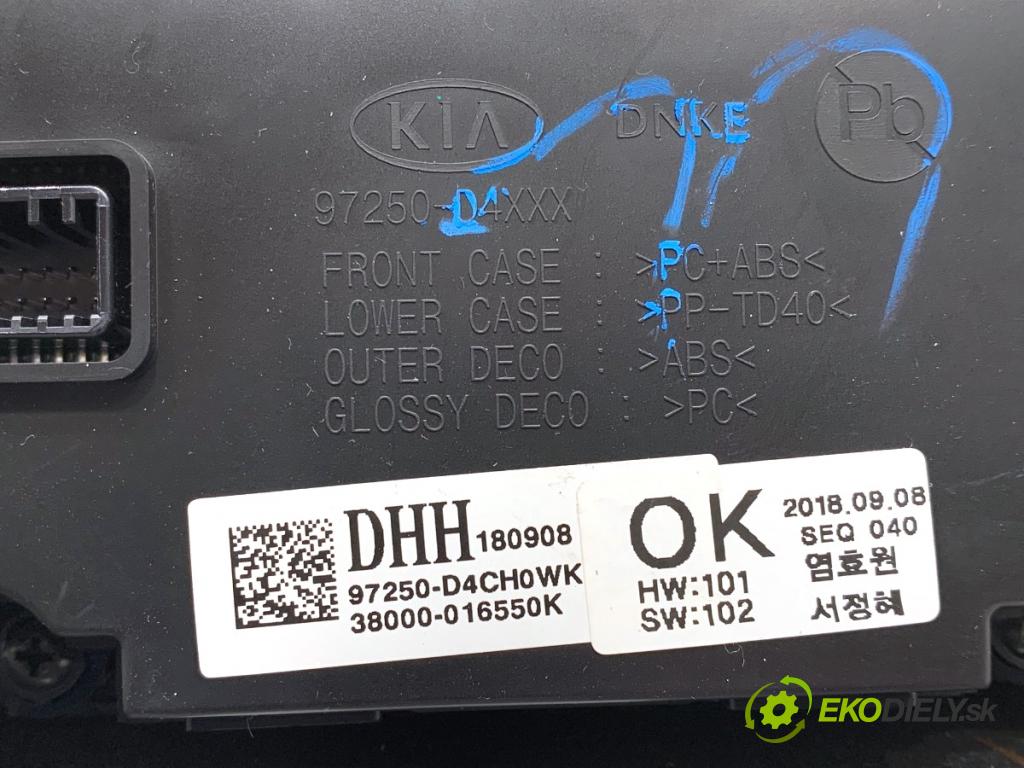 KIA DNKE Pb
97250-D4XXX
FRONT CASE : >PC+ABS<
LOWER CASE : >PP-TD40<
OUTER DECO : >ABS<
GLOSSY DECO : >PC<
DHH 180908
97250-D4CH0WK
38000-016550K
OK
HW:101
SW:102
2018.09.08
SEQ 040
염효원
서정혜
EKODIELY.sk